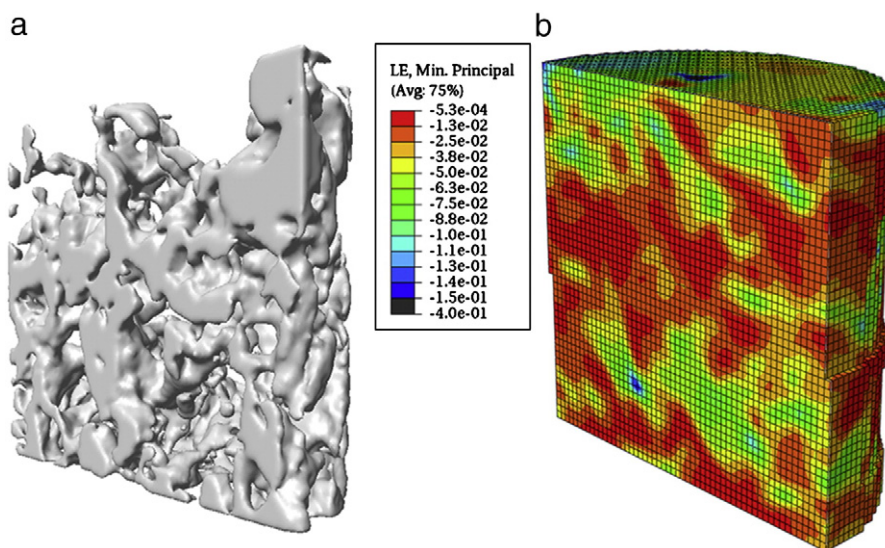 a
b
LE, Min. Principal
(Avg: 75%)
-5.3e-04
-1.3e-02
-2.5e-02
-3.8e-02
-5.0e-02
-6.3e-02
-7.5e-02
-8.8e-02
-1.0e-01
-1.1e-01
-1.3e-01
-1.4e-01
-1.5e-01
-4.0e-01